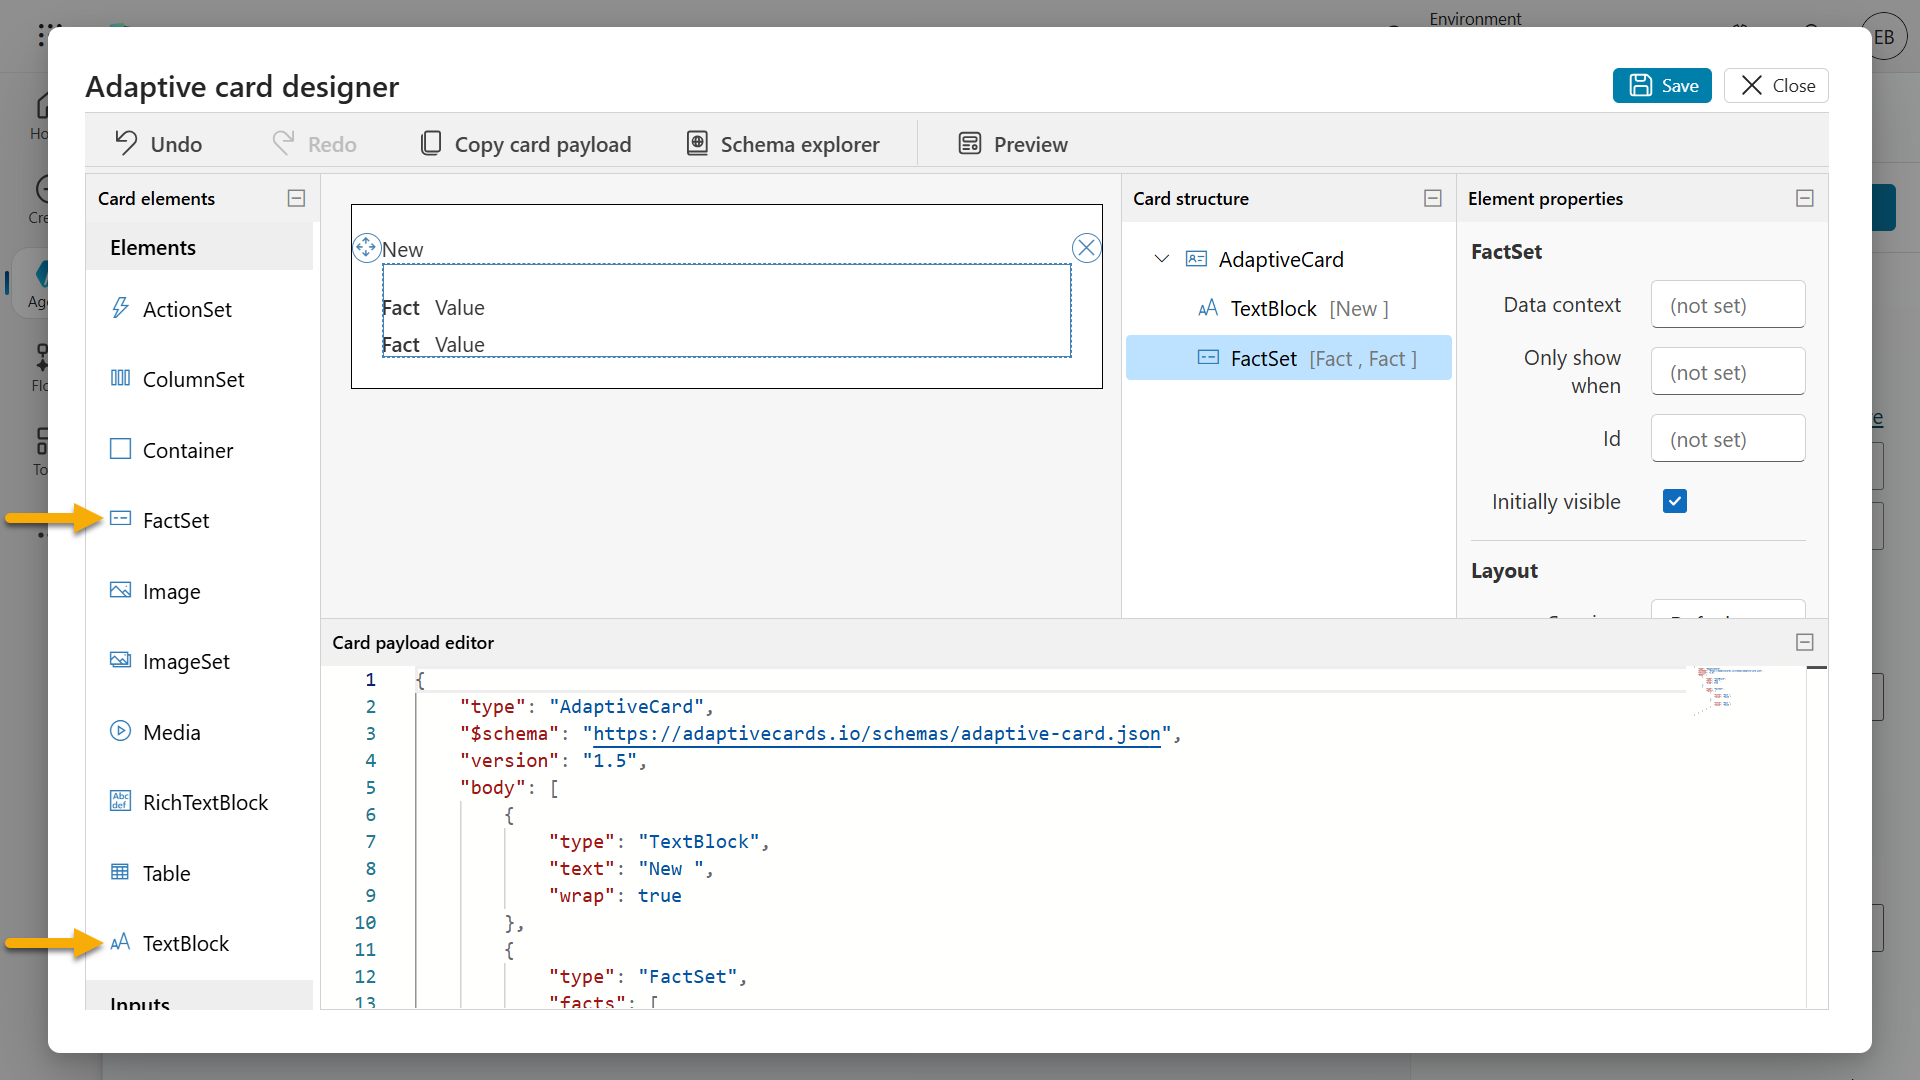 Environment
EB
Adaptive card designer
Save
Close
Undo
Redo
Copy card payload
Schema explorer
Preview
Card elements
Elements
ActionSet
ColumnSet
Container
FactSet
Image
ImageSet
Media
RichTextBlock
Table
TextBlock
Inputs
New
Fact Value
Fact Value
Card structure
AdaptiveCard
TextBlock [New ]
FactSet [Fact , Fact ]
Element properties
FactSet
Data context (not set)
Only show when (not set)
Id (not set)
Initially visible
Layout
Card payload editor
1 {
2 "type": "AdaptiveCard",
3 "$schema": "https://adaptivecards.io/schemas/adaptive-card.json",
4 "version": "1.5",
5 "body": [
6 {
7 "type": "TextBlock",
8 "text": "New ",
9 "wrap": true
10 },
11 {
12 "type": "FactSet",
13 "facts": [